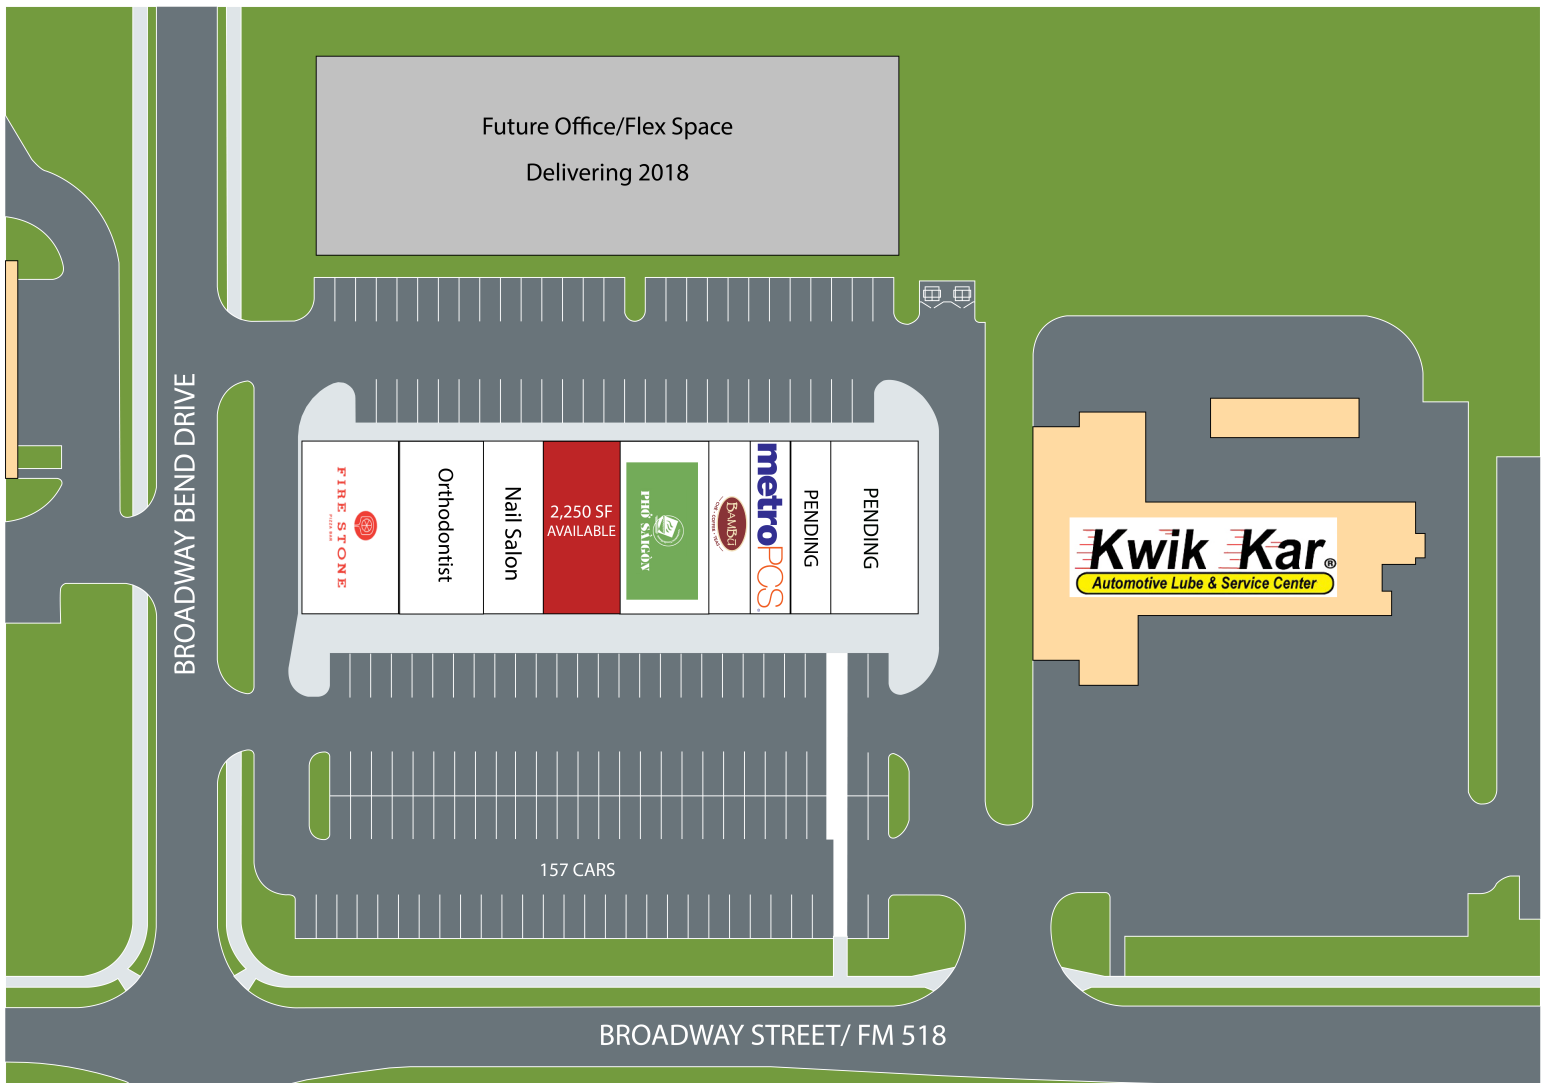 Future Office/Flex Space
Delivering 2018
BROADWAY BEND DRIVE
FIRE STONE
Orthodontist
Nail Salon
2,250 SF
AVAILABLE
PHỞ SÀIGÒN
BAMBŪ
metroPCS.
PENDING
PENDING
Kwik Kar®
Automotive Lube & Service Center
157 CARS
BROADWAY STREET/ FM 518